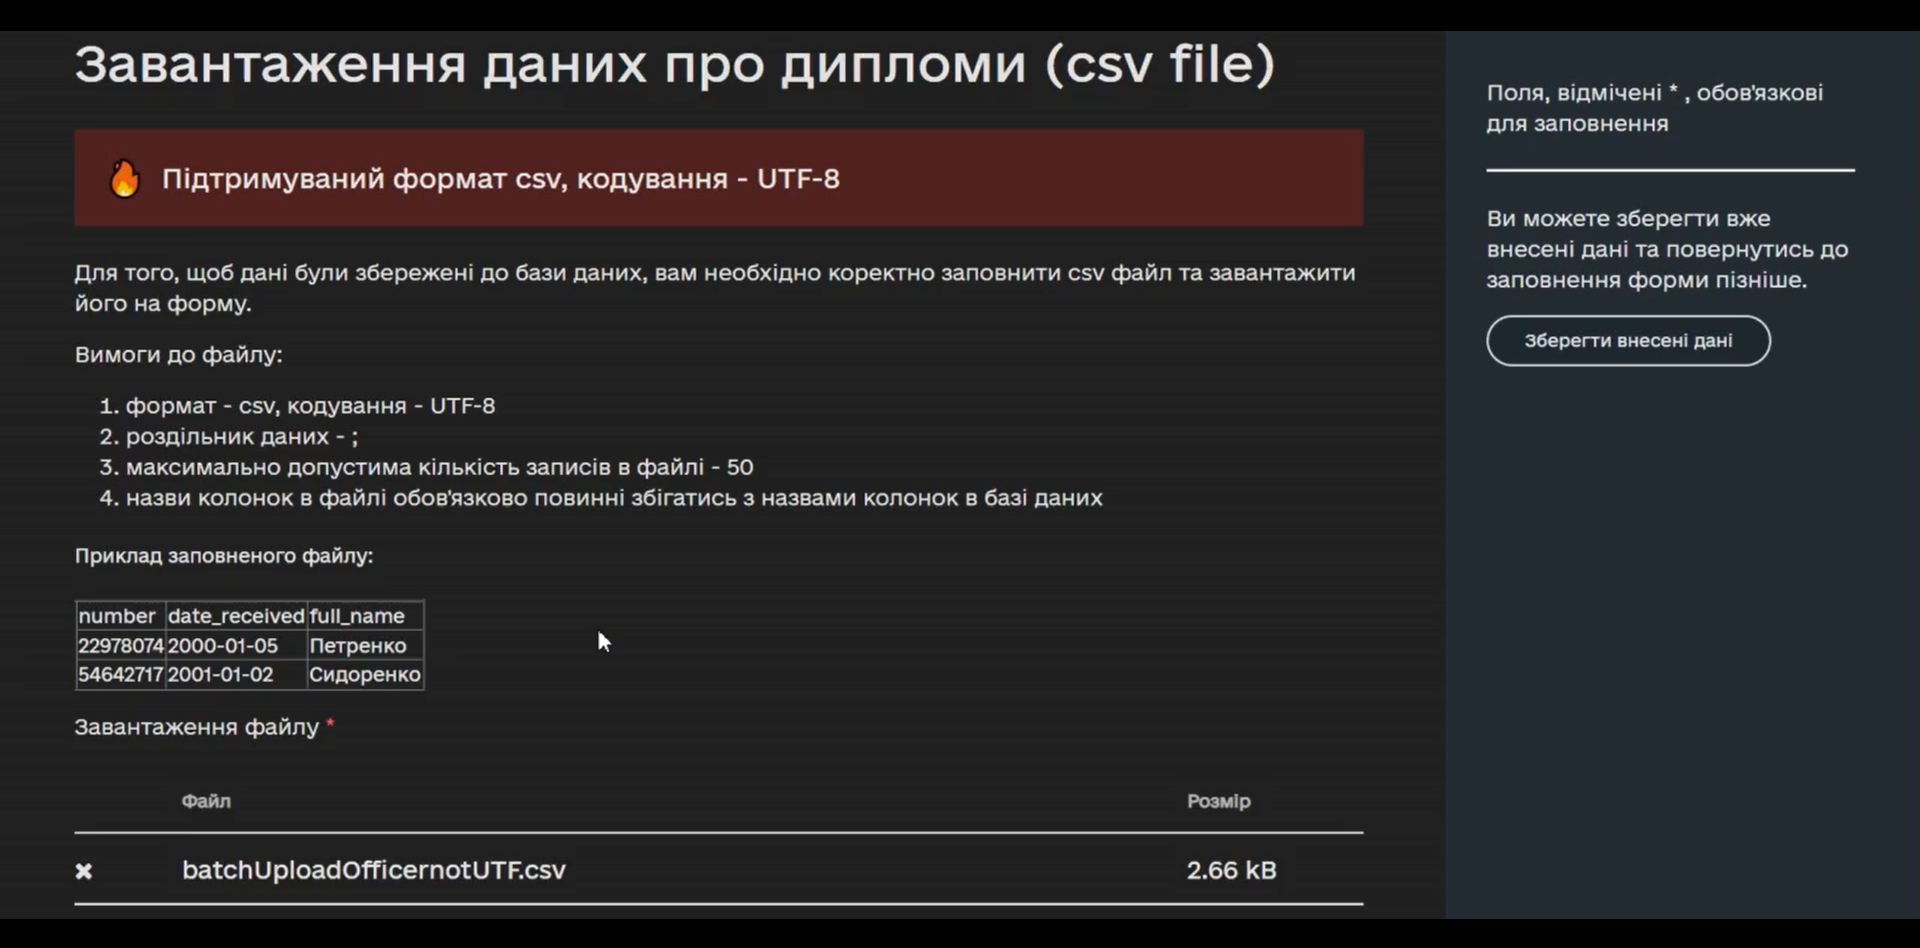 Завантаження даних про дипломи (csv file)
Підтримуваний формат csv, кодування - UTF-8
Для того, щоб дані були збережені до бази даних, вам необхідно коректно заповнити csv файл та завантажити
його на форму.
Вимоги до файлу:
1. формат - csv, кодування - UTF-8
2. роздільник даних - ;
3. максимально допустима кількість записів в файлі - 50
4. назви колонок в файлі обов'язково повинні збігатись з назвами колонок в базі даних
Приклад заповненого файлу:
number date_received full_name
22978074 2000-01-05 Петренко
54642717 2001-01-02 Сидоренко
Завантаження файлу *
Файл Розмір
batchUploadOfficernotUTF.csv 2.66 kB
Поля, відмічені * , обов'язкові
для заповнення
Ви можете зберегти вже
внесені дані та повернутись до
заповнення форми пізніше.
Зберегти внесені дані